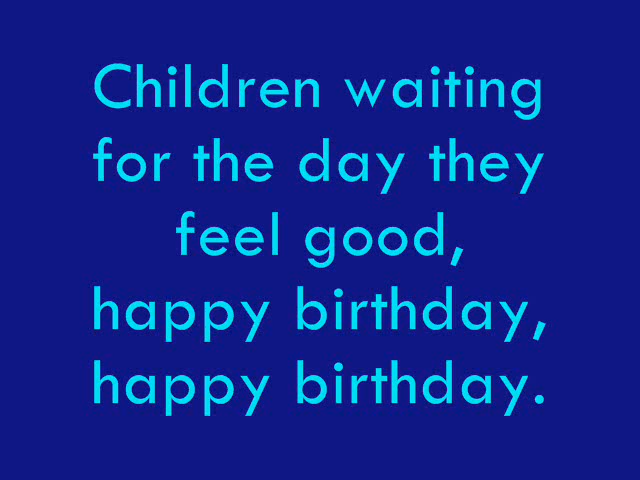 Children waiting
for the day they
feel good,
happy birthday,
happy birthday.